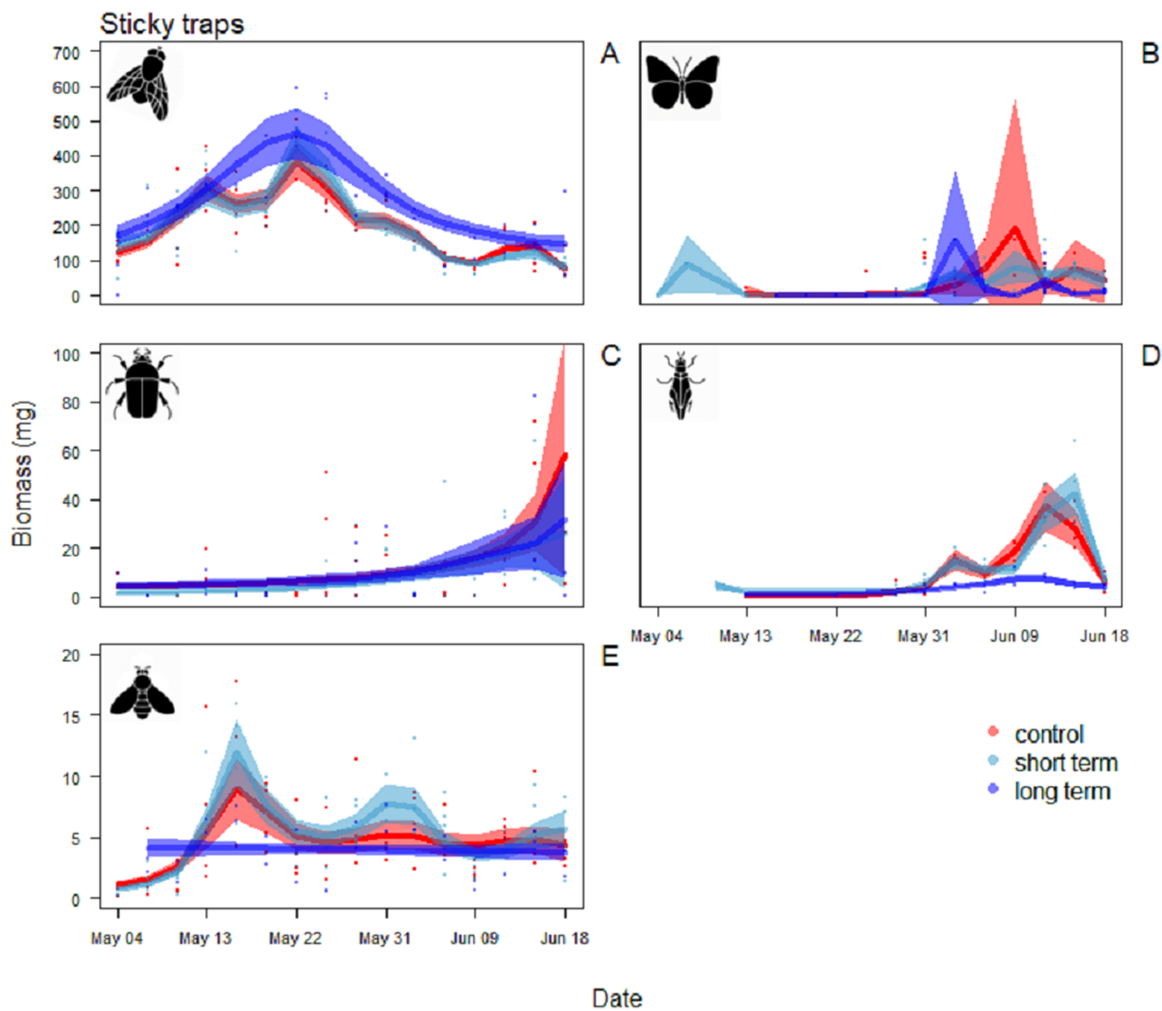 Sticky traps
700
600
500
400
300
200
100
0
A
B
100
80
60
40
20
0
C
D
May 04 May 13 May 22 May 31 Jun 09 Jun 18
Biomass (mg)
20
15
10
5
0
E
control
short term
long term
May 04 May 13 May 22 May 31 Jun 09 Jun 18
Date